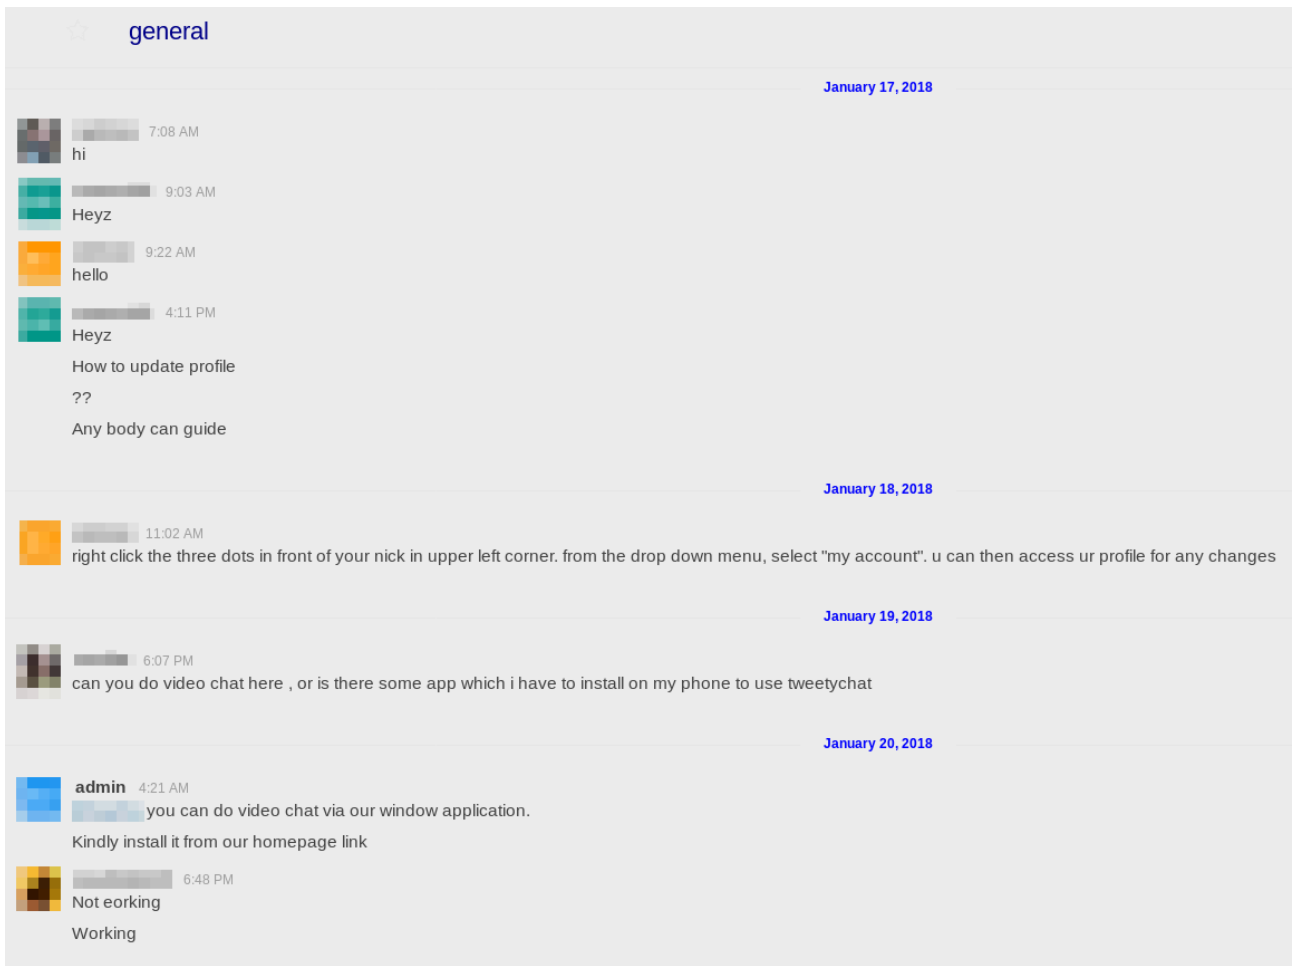 general
January 17, 2018
7:08 AM
hi
9:03 AM
Heyz
9:22 AM
hello
4:11 PM
Heyz
How to update profile
??
Any body can guide
January 18, 2018
11:02 AM
right click the three dots in front of your nick in upper left corner. from the drop down menu, select "my account". u can then access ur profile for any changes
January 19, 2018
6:07 PM
can you do video chat here , or is there some app which i have to install on my phone to use tweetychat
January 20, 2018
admin 4:21 AM
you can do video chat via our window application.
Kindly install it from our homepage link
6:48 PM
Not eorking
Working